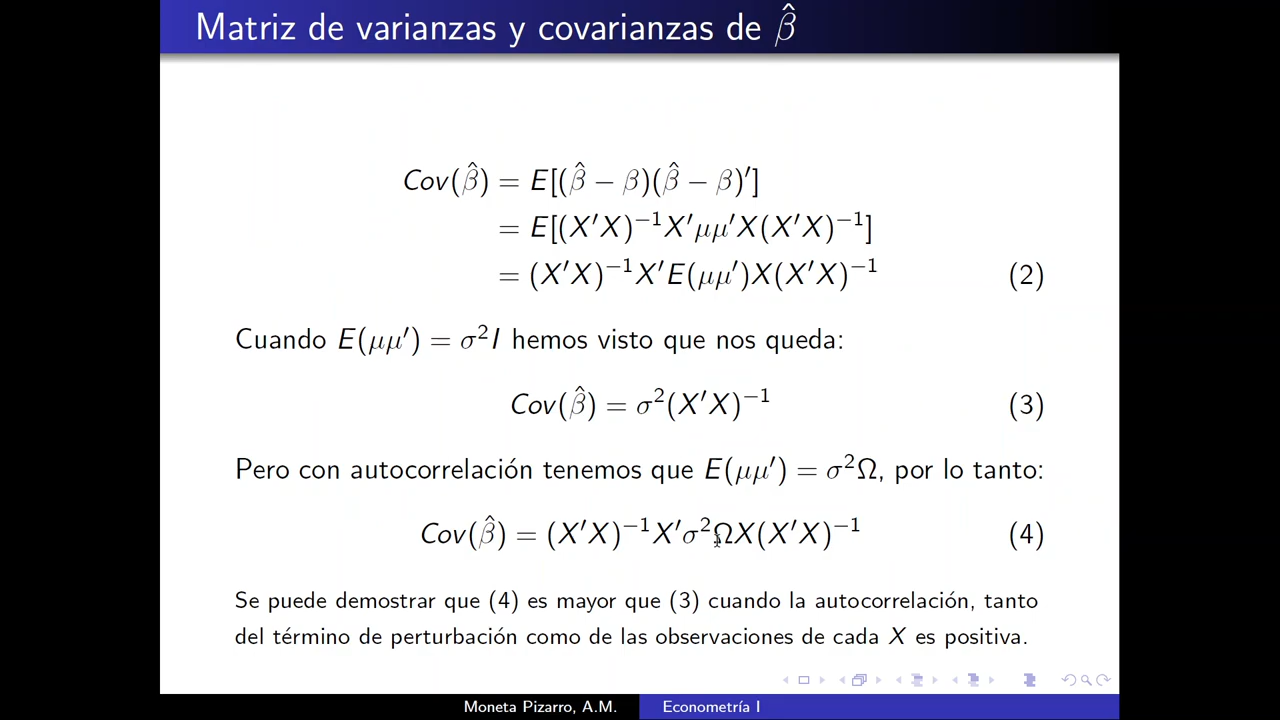 Matriz de varianzas y covarianzas de β̂
Cov(β̂) = E[(β̂ − β)(β̂ − β)′]
= E[(X′X)⁻¹X′μμ′X(X′X)⁻¹]
= (X′X)⁻¹X′E(μμ′)X(X′X)⁻¹ (2)
Cuando E(μμ′) = σ²I hemos visto que nos queda:
Cov(β̂) = σ²(X′X)⁻¹ (3)
Pero con autocorrelación tenemos que E(μμ′) = σ²Ω, por lo tanto:
Cov(β̂) = (X′X)⁻¹X′σ²ΩX(X′X)⁻¹ (4)
Se puede demostrar que (4) es mayor que (3) cuando la autocorrelación, tanto
del término de perturbación como de las observaciones de cada X es positiva.
Moneta Pizarro, A.M. Econometría I